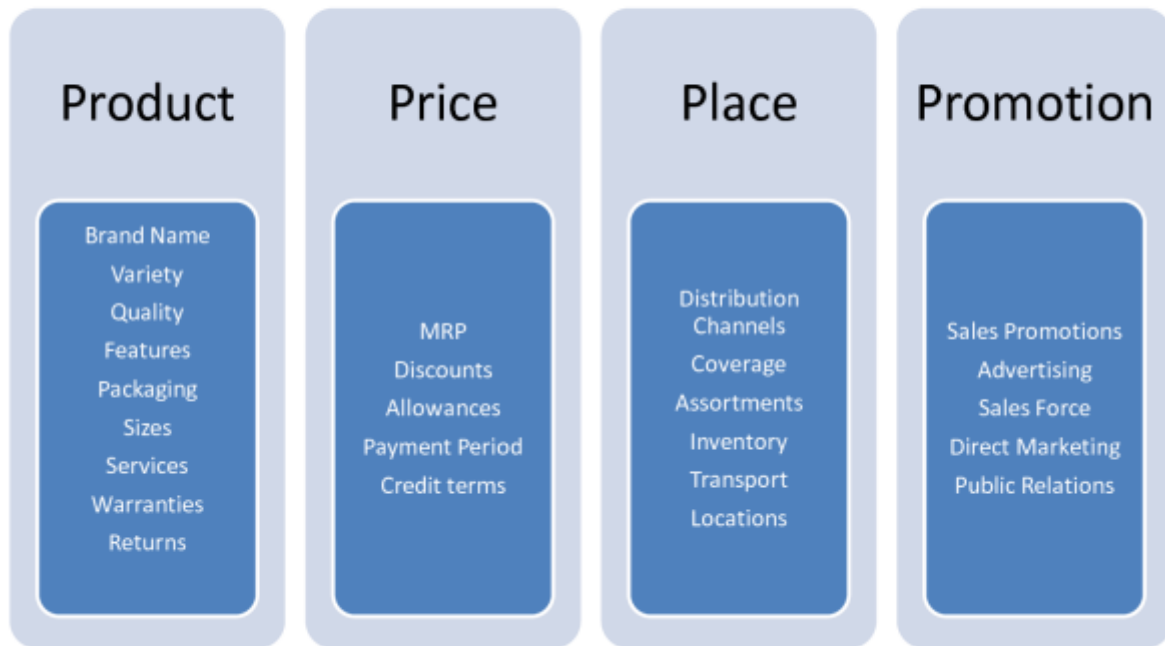 Product
Brand Name
Variety
Quality
Features
Packaging
Sizes
Services
Warranties
Returns
Price
MRP
Discounts
Allowances
Payment Period
Credit terms
Place
Distribution
Channels
Coverage
Assortments
Inventory
Transport
Locations
Promotion
Sales Promotions
Advertising
Sales Force
Direct Marketing
Public Relations